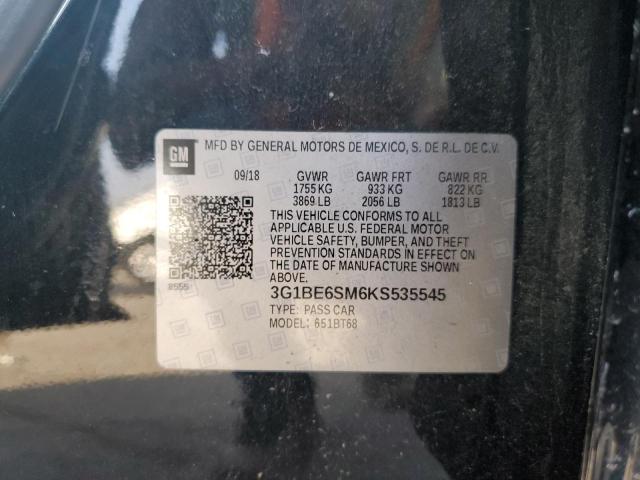 GM
MFD BY GENERAL MOTORS DE MEXICO, S. DE R.L. DE C.V.
09/18 GVWR GAWR FRT GAWR RR
1755 KG 933 KG 822 KG
3869 LB 2056 LB 1813 LB
THIS VEHICLE CONFORMS TO ALL
APPLICABLE U.S. FEDERAL MOTOR
VEHICLE SAFETY, BUMPER, AND THEFT
PREVENTION STANDARDS IN EFFECT ON
THE DATE OF MANUFACTURE SHOWN
ABOVE.
8555
3G1BE6SM6KS535545
TYPE: PASS CAR
MODEL: 651BT68